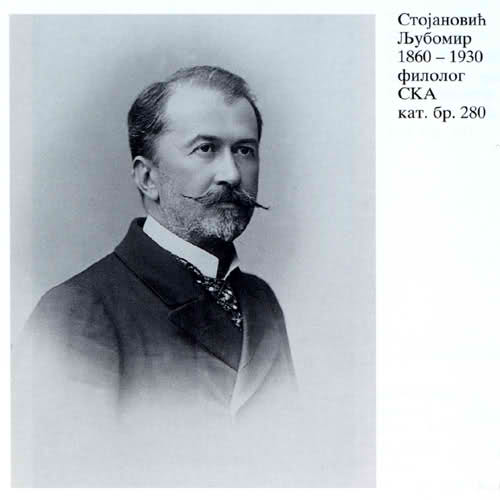 Стојановић
Љубомир
1860 – 1930
филолог
СКА
кат. бр. 280